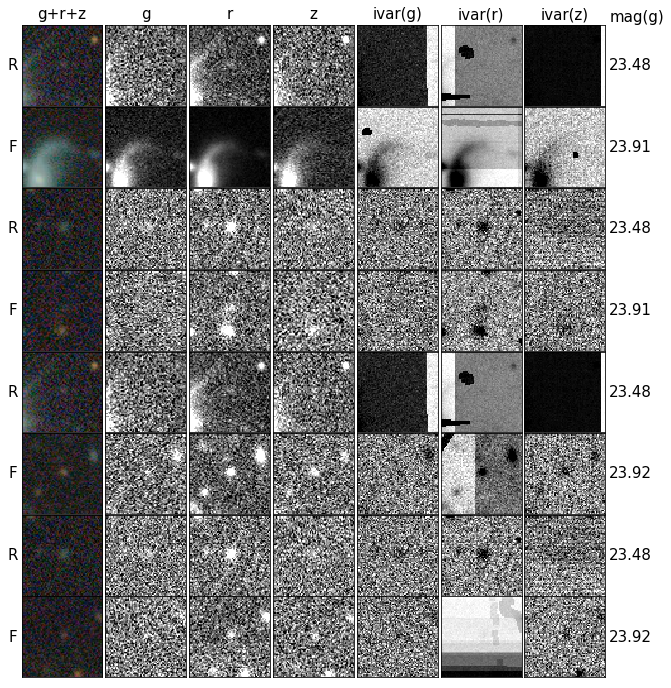 g+r+z g r z ivar(g) ivar(r) ivar(z) mag(g)
R 23.48
F 23.91
R 23.48
F 23.91
R 23.48
F 23.92
R 23.48
F 23.92